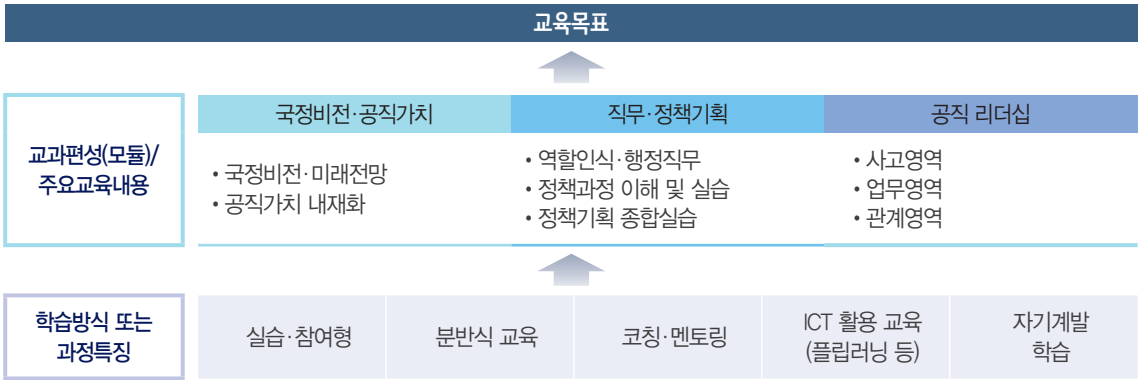 교육목표
교과편성(모듈)/
주요교육내용
국정비전·공직가치
직무·정책기획
공직 리더십
• 국정비전·미래전망
• 공직가치 내재화
• 역할인식·행정직무
• 정책과정 이해 및 실습
• 정책기획 종합실습
• 사고영역
• 업무영역
• 관계영역
학습방식 또는
과정특징
실습·참여형
분반식 교육
코칭·멘토링
ICT 활용 교육
(플립러닝 등)
자기계발
학습